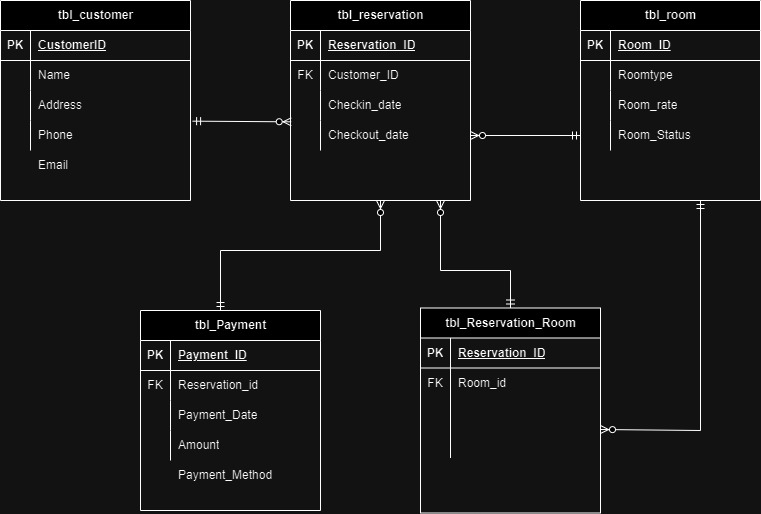 tbl_customer
PK CustomerID
Name
Address
Phone
Email
tbl_reservation
PK Reservation_ID
FK Customer_ID
Checkin_date
Checkout_date
tbl_room
PK Room_ID
Roomtype
Room_rate
Room_Status
tbl_Payment
PK Payment_ID
FK Reservation_id
Payment_Date
Amount
Payment_Method
tbl_Reservation_Room
PK Reservation_ID
FK Room_id